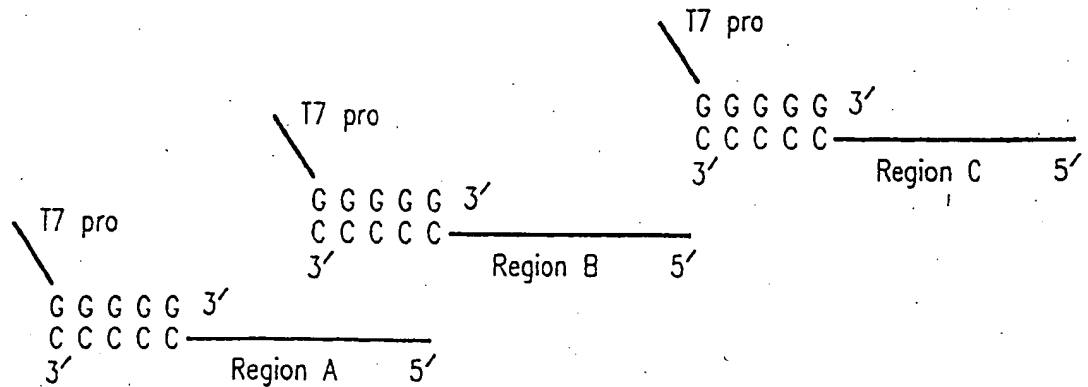 T7 pro
G G G G G 3′
C C C C C
3′ Region C 5′
T7 pro
G G G G G 3′
C C C C C
3′ Region B 5′
T7 pro
G G G G G 3′
C C C C C
3′ Region A 5′